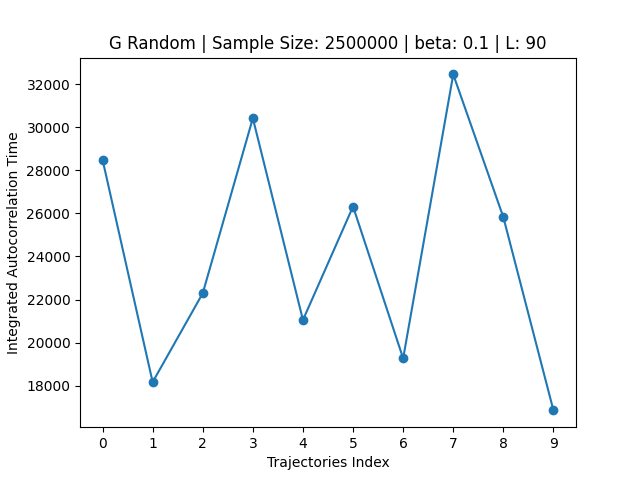 G Random | Sample Size: 2500000 | beta: 0.1 | L: 90
32000
30000
28000
26000
24000
22000
20000
18000
Integrated Autocorrelation Time
0 1 2 3 4 5 6 7 8 9
Trajectories Index